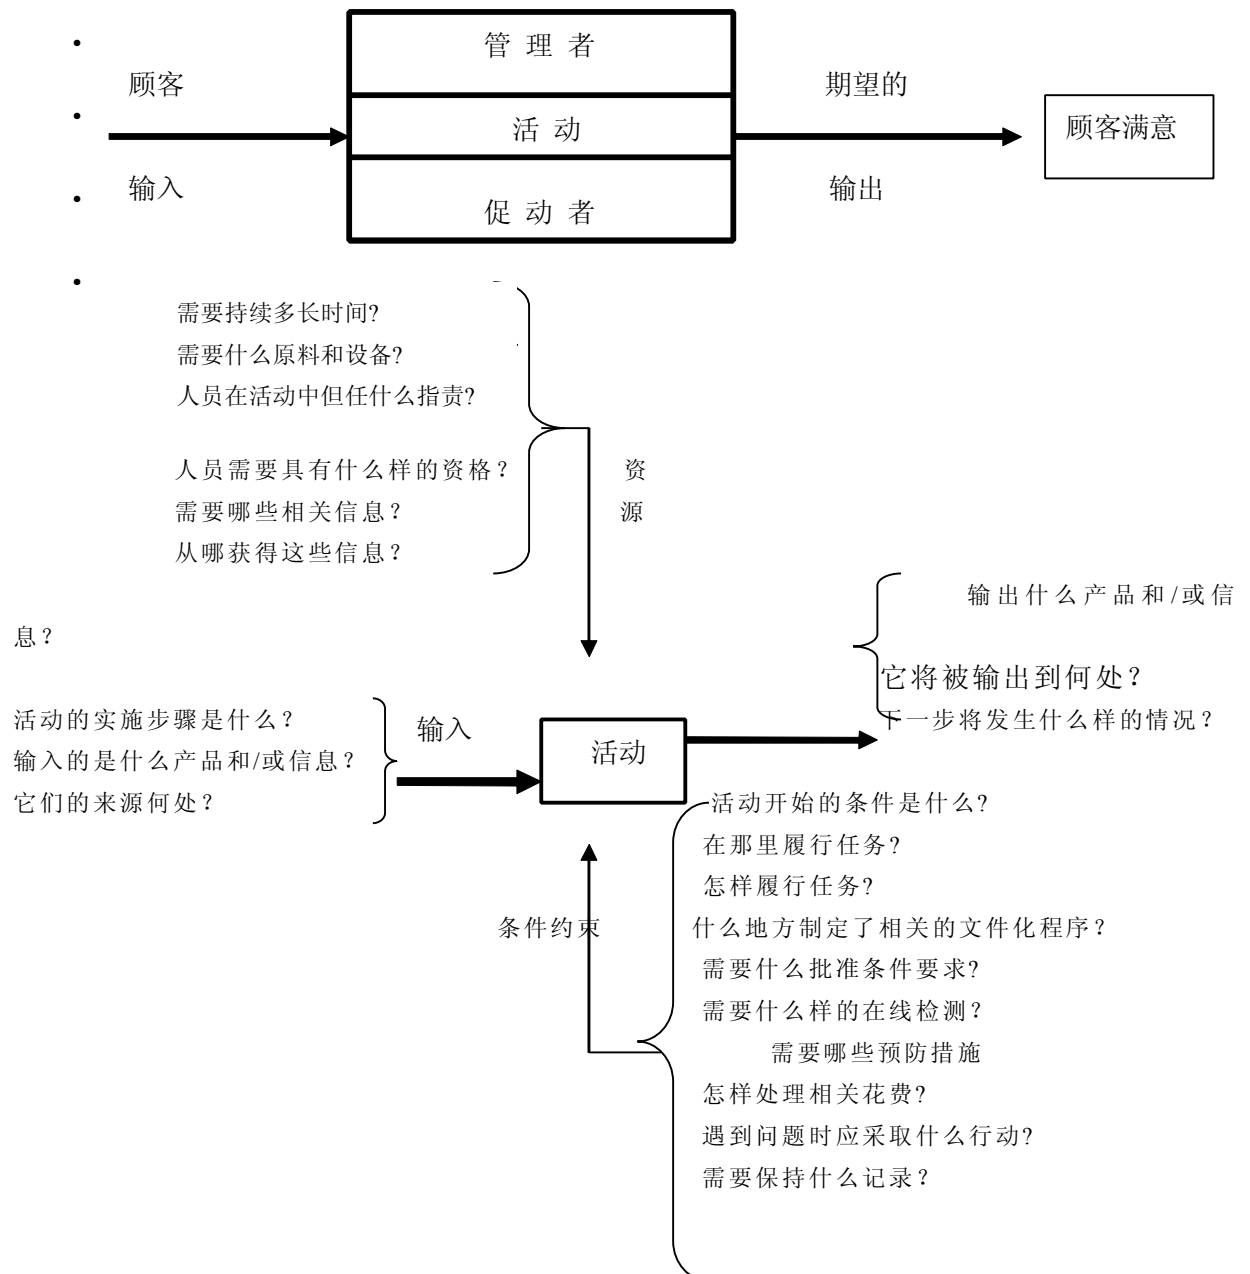 管 理 者
顾客
期望的
活 动
顾客满意
输入
输出
促 动 者
需要持续多长时间?
需要什么原料和设备?
人员在活动中但任什么指责?
人员需要具有什么样的资格？
资
需要哪些相关信息？
源
从哪获得这些信息？
输出什么产品和/或信
息？
它将被输出到何处？
活动的实施步骤是什么？
输入
下一步将发生什么样的情况？
输入的是什么产品和/或信息？
活动
它们的来源何处？
活动开始的条件是什么?
在那里履行任务?
怎样履行任务?
条件约束
什么地方制定了相关的文件化程序？
需要什么批准条件要求?
需要什么样的在线检测？
需要哪些预防措施
怎样处理相关花费?
遇到问题时应采取什么行动?
需要保持什么记录？